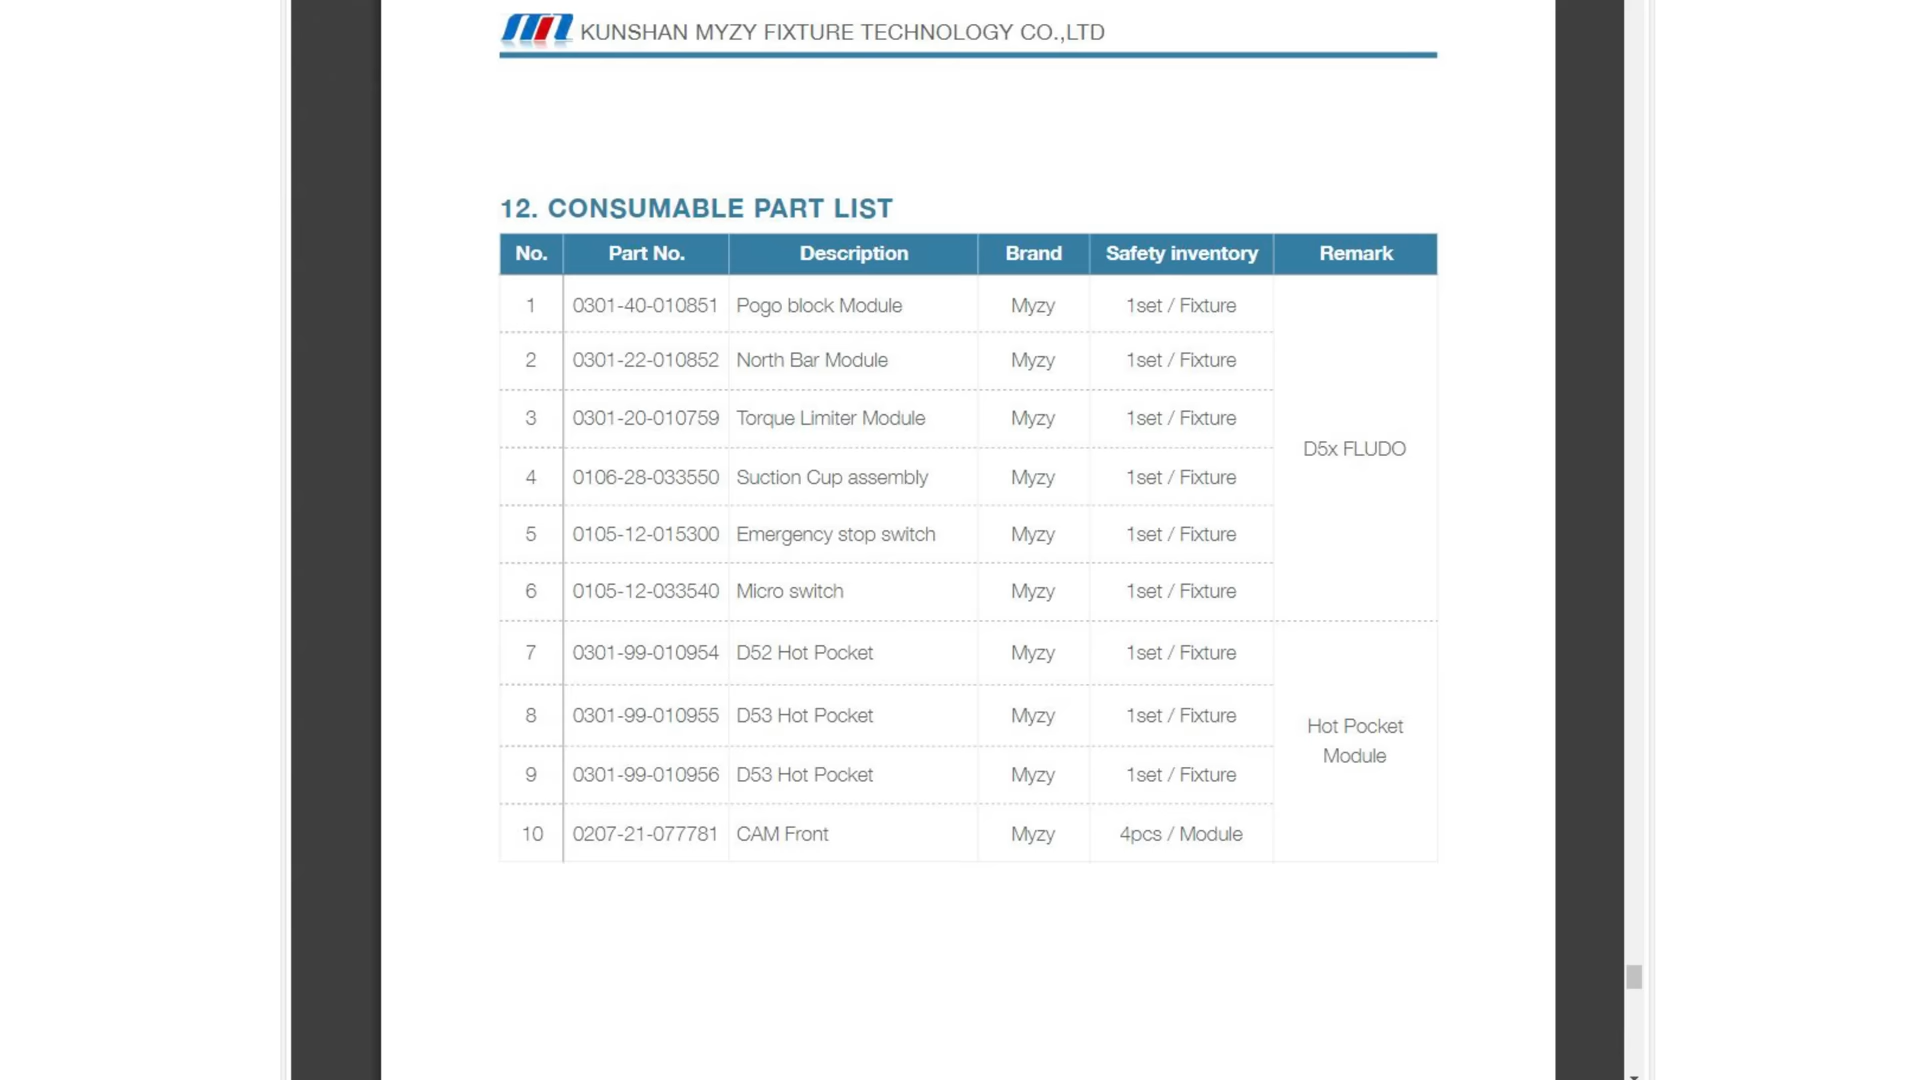 KUNSHAN MYZY FIXTURE TECHNOLOGY CO.,LTD
12. CONSUMABLE PART LIST
No. Part No. Description Brand Safety inventory Remark
1 0301-40-010851 Pogo block Module Myzy 1set / Fixture
2 0301-22-010852 North Bar Module Myzy 1set / Fixture
3 0301-20-010759 Torque Limiter Module Myzy 1set / Fixture
D5x FLUDO
4 0106-28-033550 Suction Cup assembly Myzy 1set / Fixture
5 0105-12-015300 Emergency stop switch Myzy 1set / Fixture
6 0105-12-033540 Micro switch Myzy 1set / Fixture
7 0301-99-010954 D52 Hot Pocket Myzy 1set / Fixture
8 0301-99-010955 D53 Hot Pocket Myzy 1set / Fixture
Hot Pocket
Module
9 0301-99-010956 D53 Hot Pocket Myzy 1set / Fixture
10 0207-21-077781 CAM Front Myzy 4pcs / Module